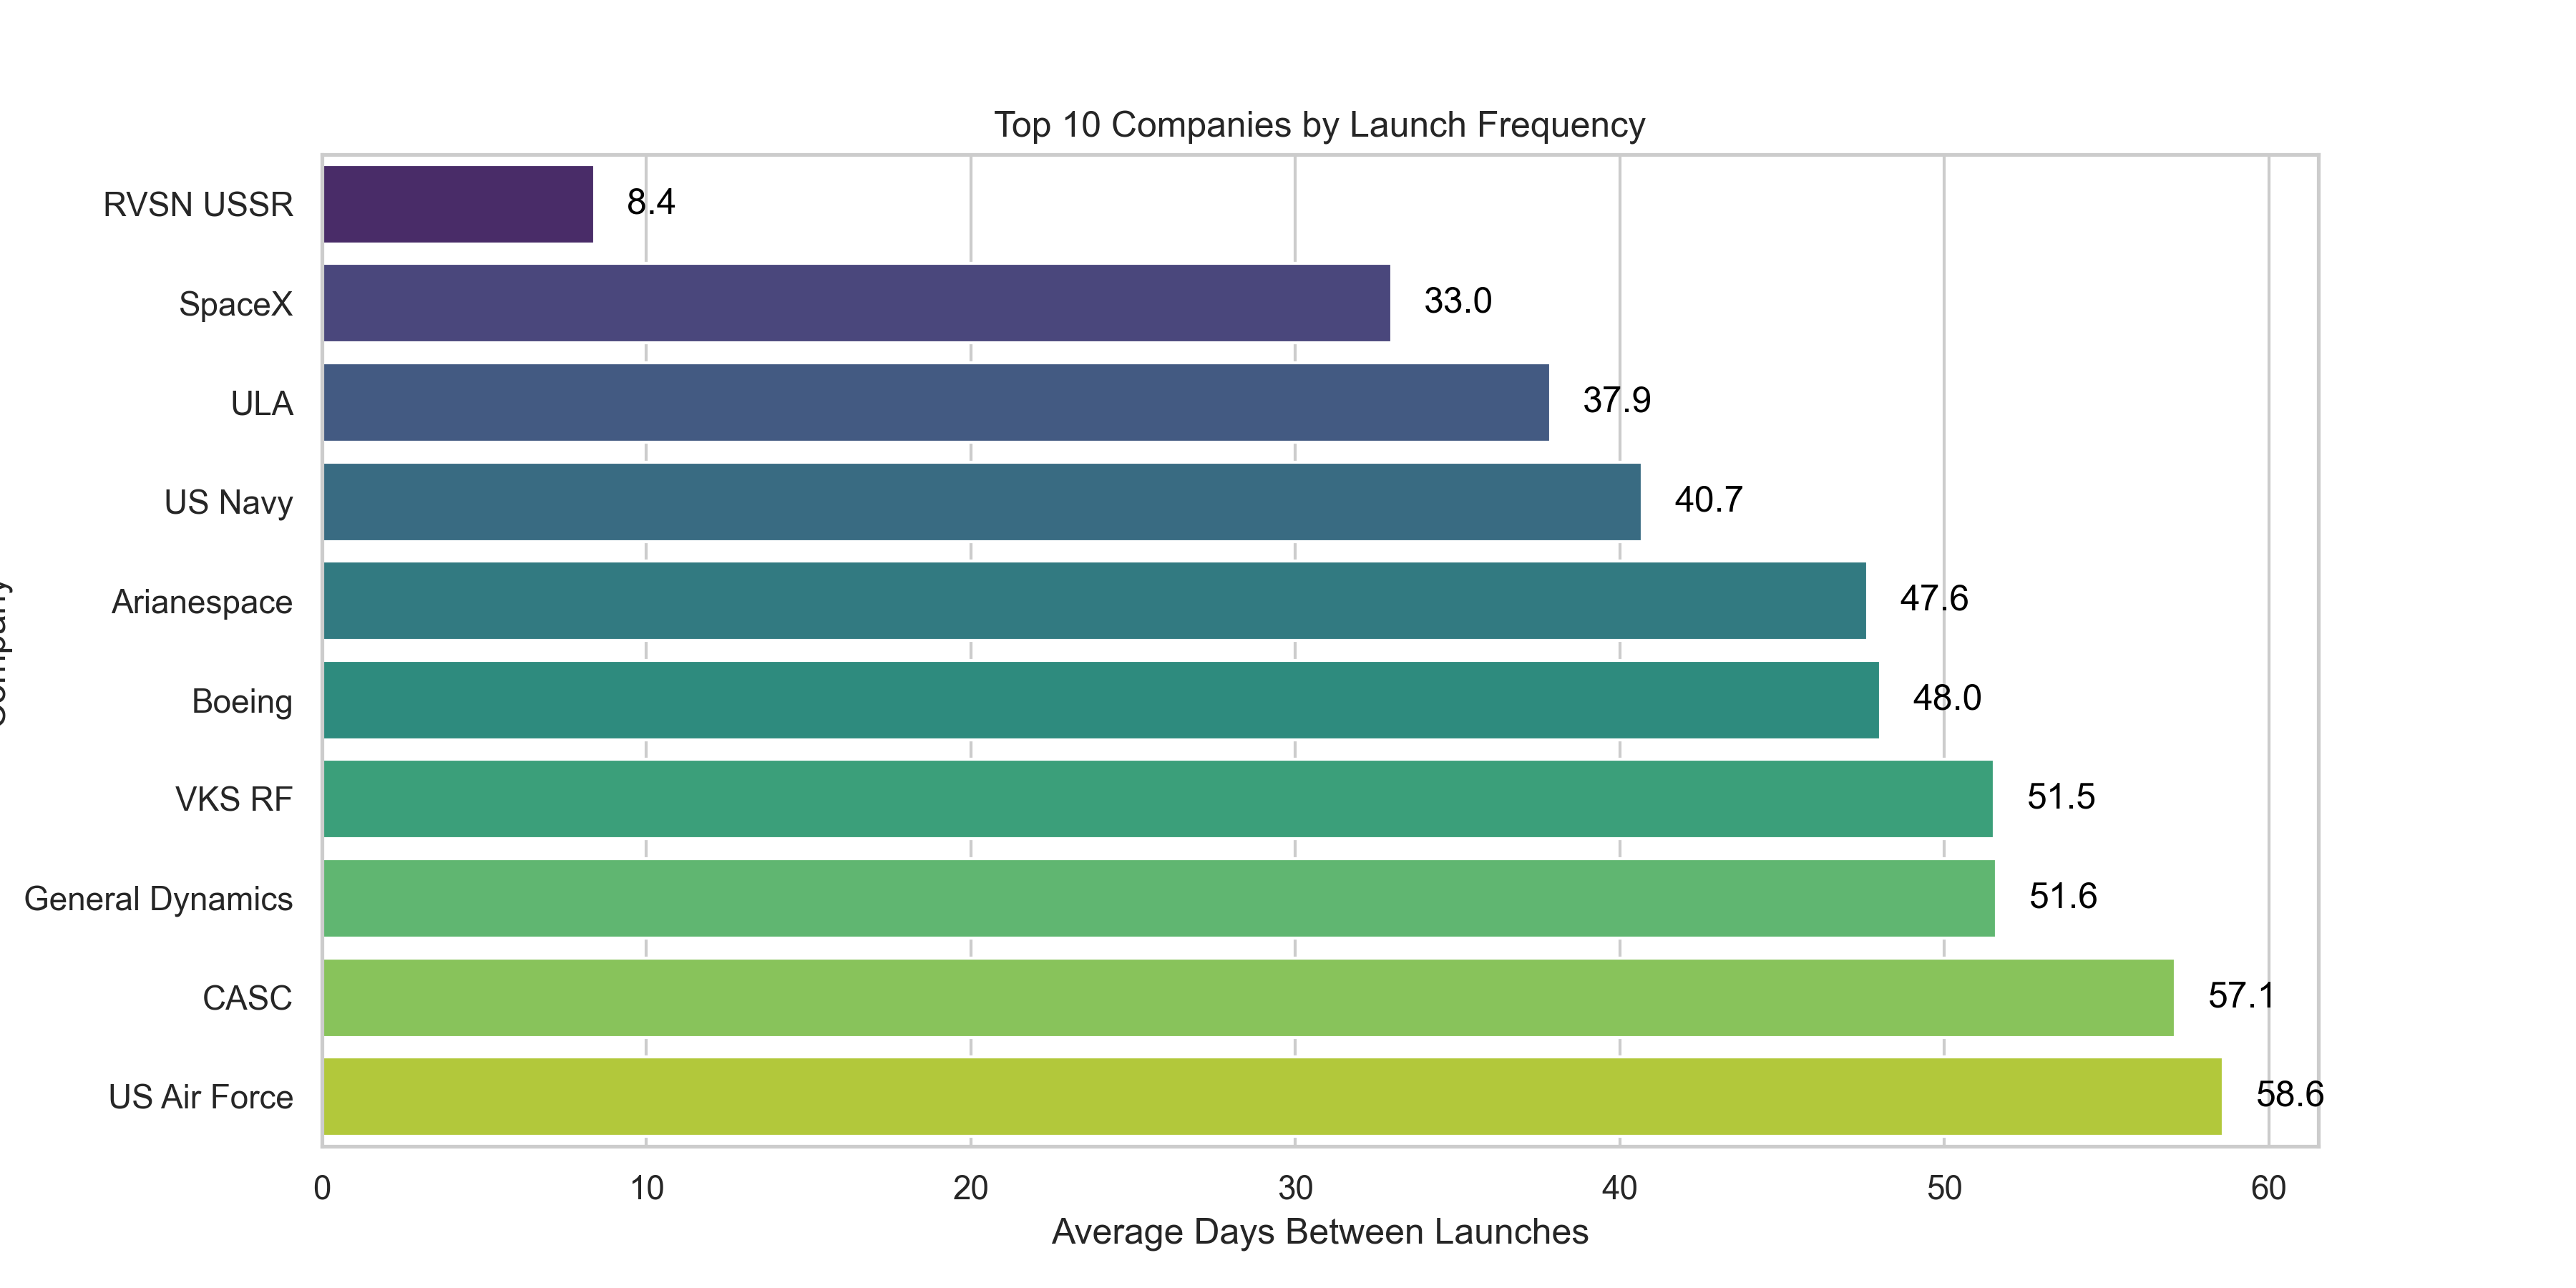 Top 10 Companies by Launch Frequency
RVSN USSR 8.4
SpaceX 33.0
ULA 37.9
US Navy 40.7
Arianespace 47.6
Boeing 48.0
VKS RF 51.5
General Dynamics 51.6
CASC 57.1
US Air Force 58.6
0 10 20 30 40 50 60
Average Days Between Launches